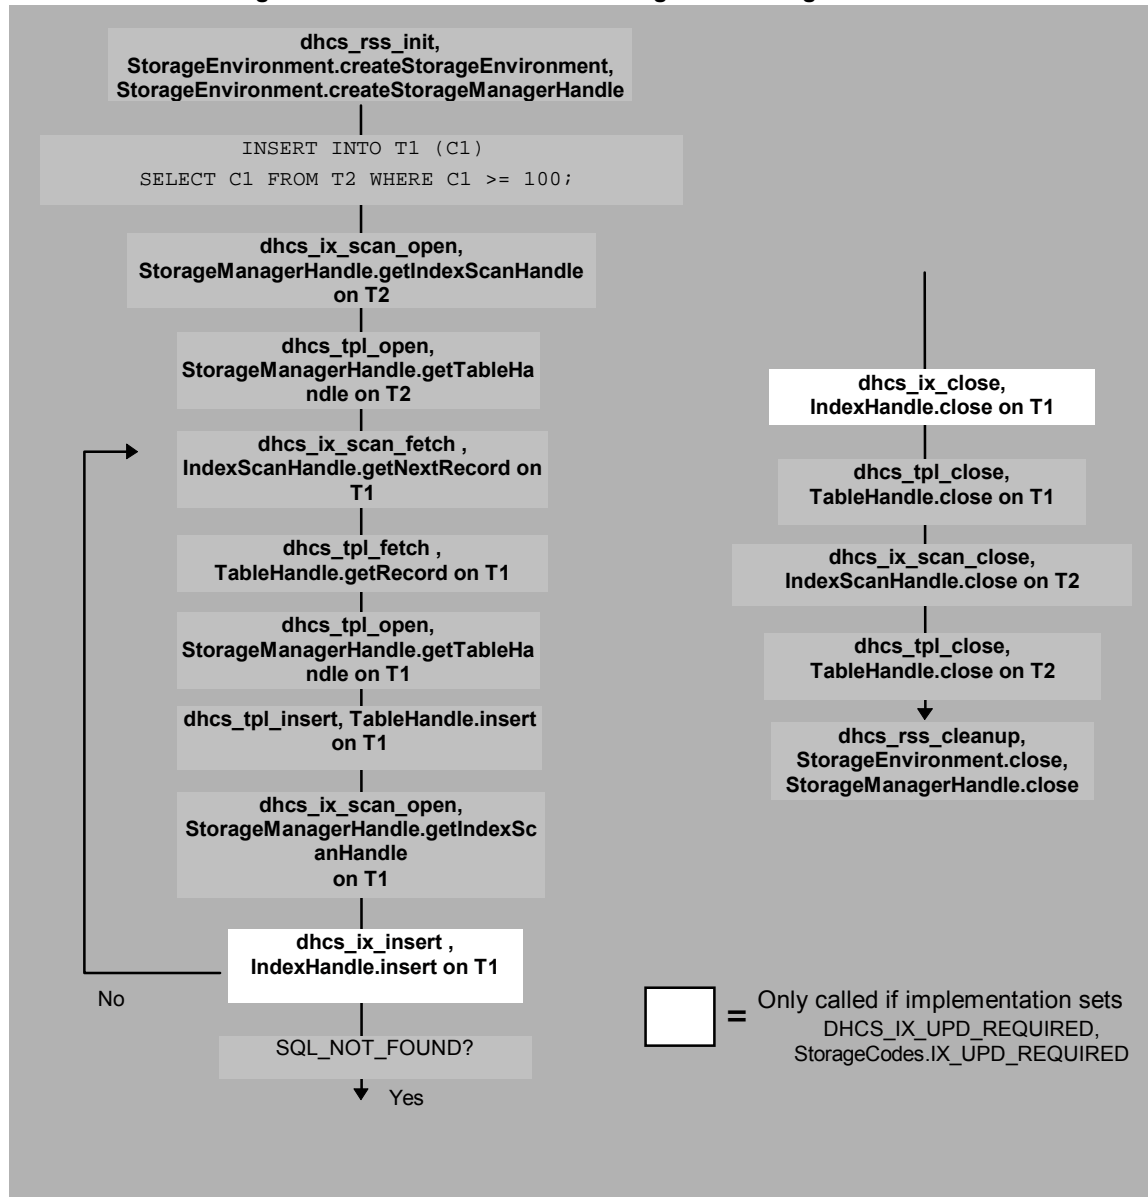 dhcs_rss_init,
StorageEnvironment.createStorageEnvironment,
StorageEnvironment.createStorageManagerHandle
INSERT INTO T1 (C1)
SELECT C1 FROM T2 WHERE C1 >= 100;
dhcs_ix_scan_open,
StorageManagerHandle.getIndexScanHandle
on T2
dhcs_tpl_open,
StorageManagerHandle.getTableHa
ndle on T2
dhcs_ix_scan_fetch ,
IndexScanHandle.getNextRecord on
T1
dhcs_tpl_fetch ,
TableHandle.getRecord on T1
dhcs_tpl_open,
StorageManagerHandle.getTableHa
ndle on T1
dhcs_tpl_insert, TableHandle.insert
on T1
dhcs_ix_scan_open,
StorageManagerHandle.getIndexSc
anHandle
on T1
dhcs_ix_insert ,
IndexHandle.insert on T1
No
SQL_NOT_FOUND?
Yes
dhcs_ix_close,
IndexHandle.close on T1
dhcs_tpl_close,
TableHandle.close on T1
dhcs_ix_scan_close,
IndexScanHandle.close on T2
dhcs_tpl_close,
TableHandle.close on T2
dhcs_rss_cleanup,
StorageEnvironment.close,
StorageManagerHandle.close
= Only called if implementation sets
DHCS_IX_UPD_REQUIRED,
StorageCodes.IX_UPD_REQUIRED